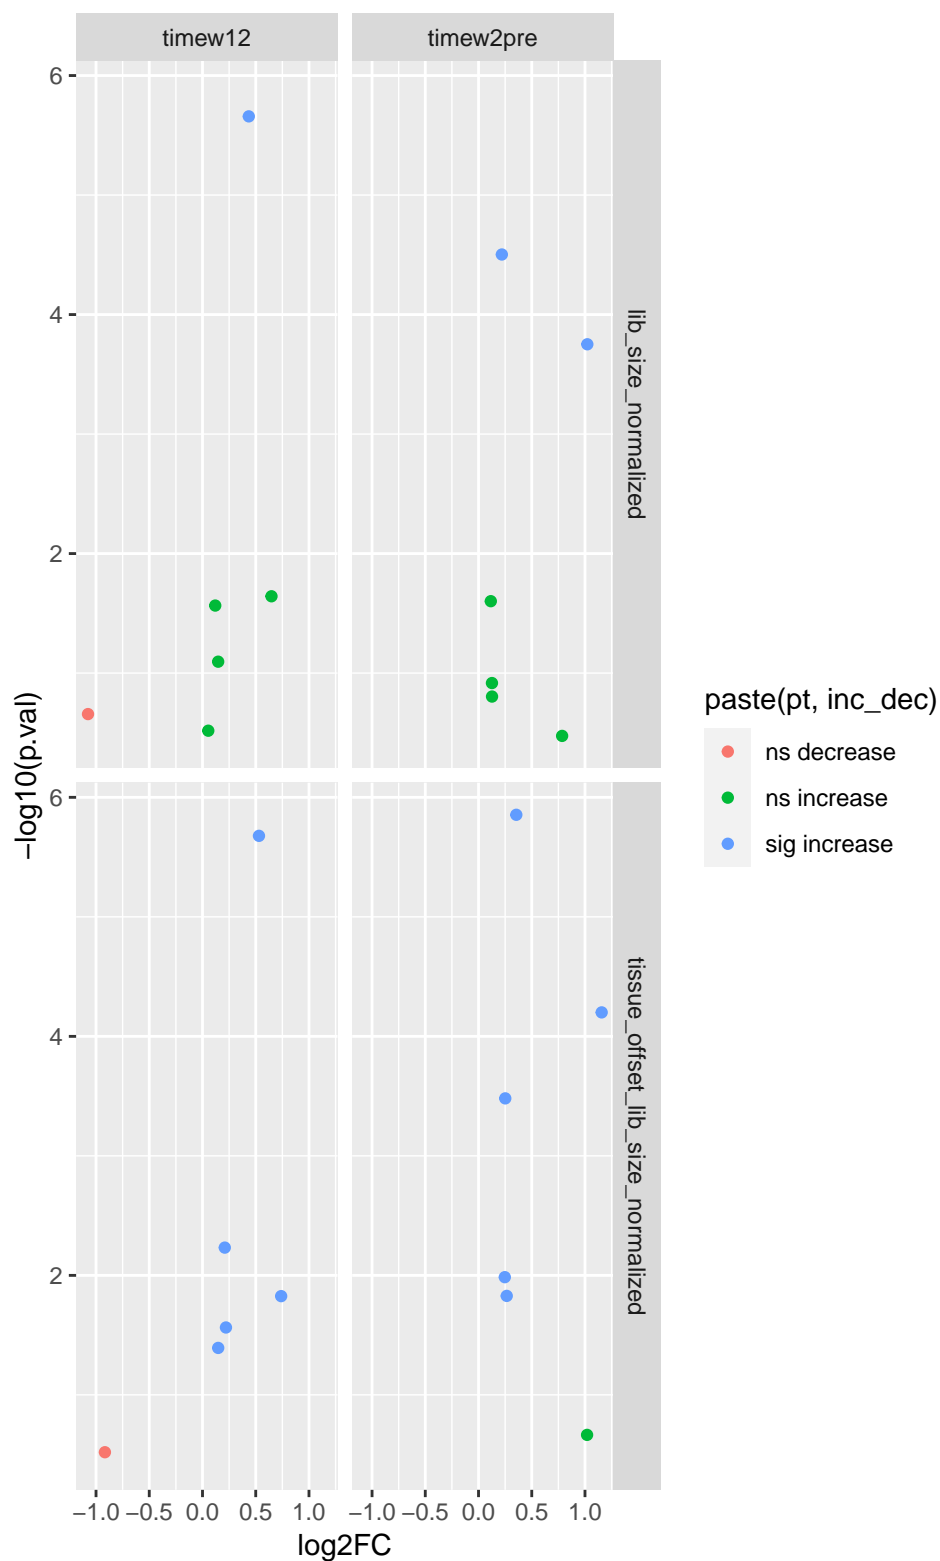 timew12
timew2pre
6
4
2
lib_size_normalized
6
4
2
tissue_offset_lib_size_normalized
−log10(p.val)
−1.0 −0.5 0.0 0.5 1.0
−1.0 −0.5 0.0 0.5 1.0
log2FC
paste(pt, inc_dec)
ns decrease
ns increase
sig increase